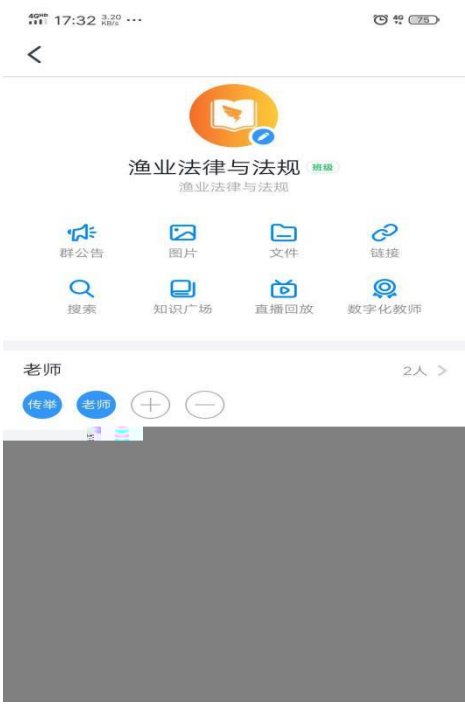 4GHD 17:32 3.20 KB/s ... 4G 75
渔业法律与法规 班级
渔业法律与法规
群公告 图片 文件 链接
搜索 知识广场 直播回放 数字化教师
老师 2人 >
传举 老师